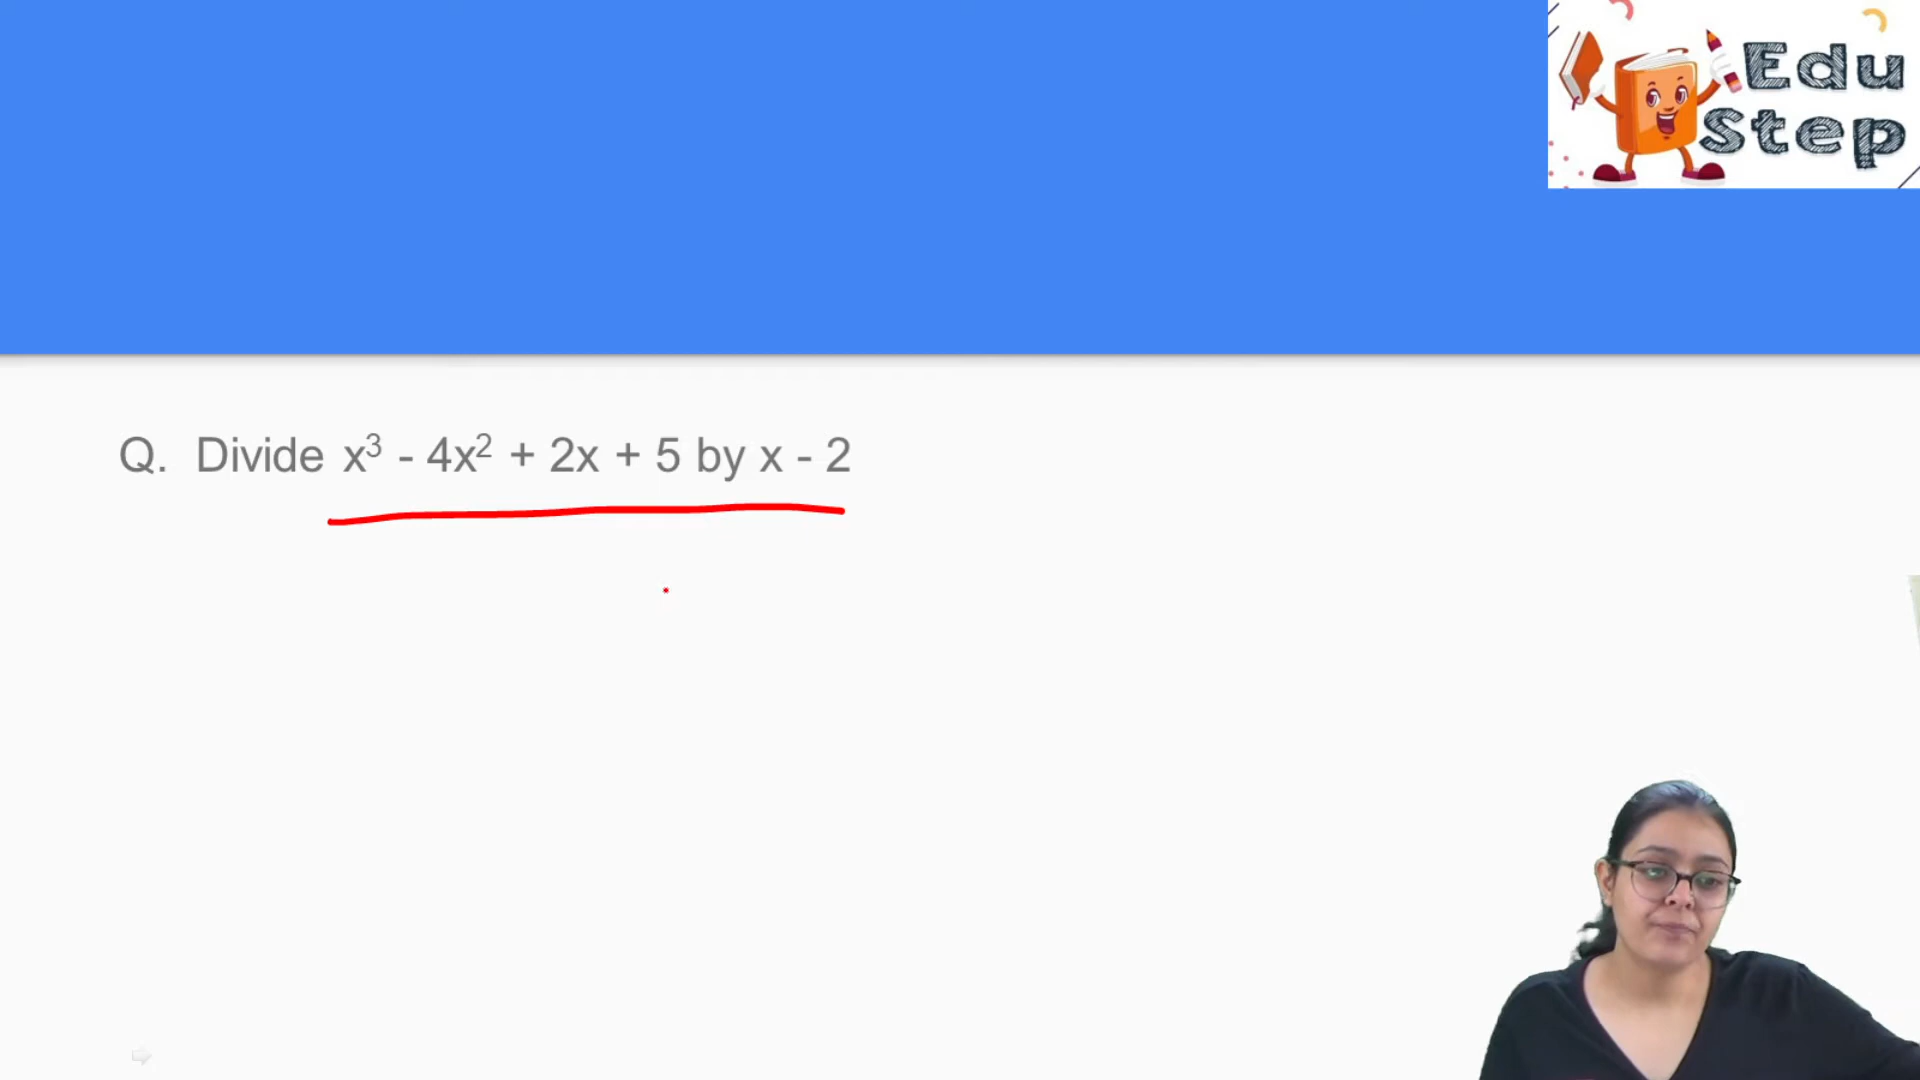 Edu
Step
Q. Divide x³ - 4x² + 2x + 5 by x - 2